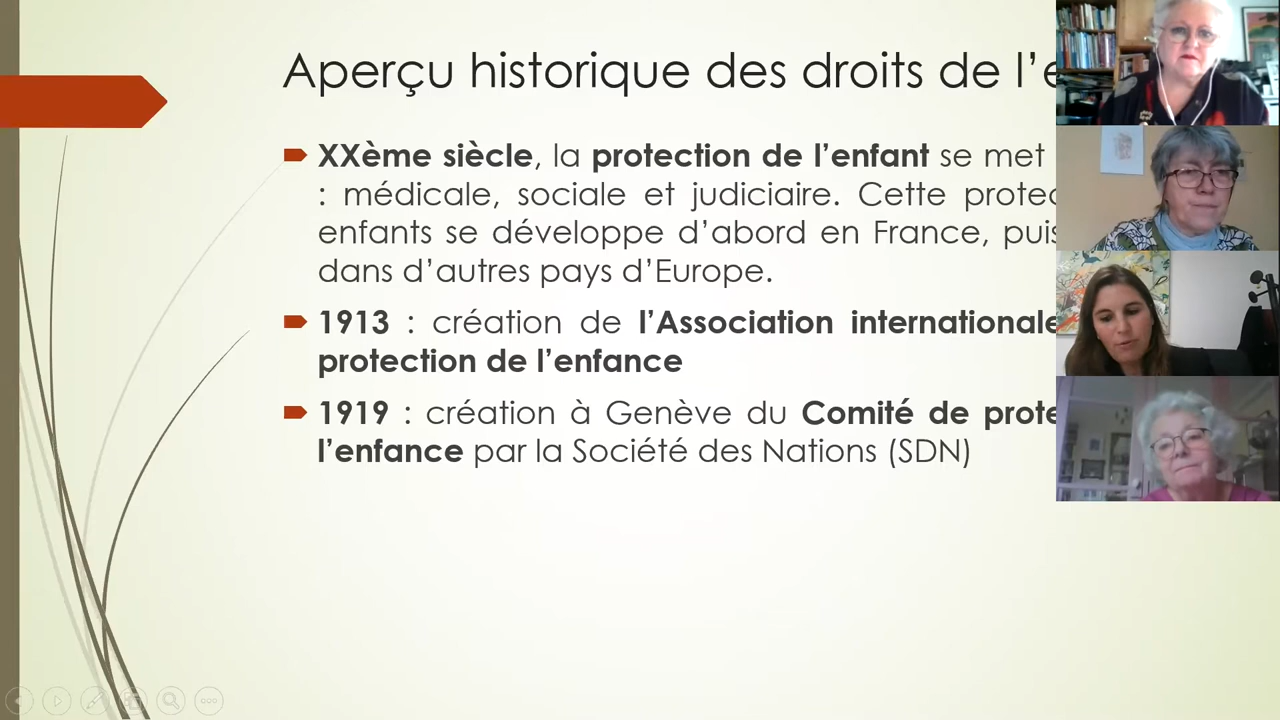 Aperçu historique des droits de l’e
XXème siècle, la protection de l’enfant se met
: médicale, sociale et judiciaire. Cette protec
enfants se développe d’abord en France, puis
dans d’autres pays d’Europe.
1913 : création de l’Association internationale
protection de l’enfance
1919 : création à Genève du Comité de prote
l’enfance par la Société des Nations (SDN)